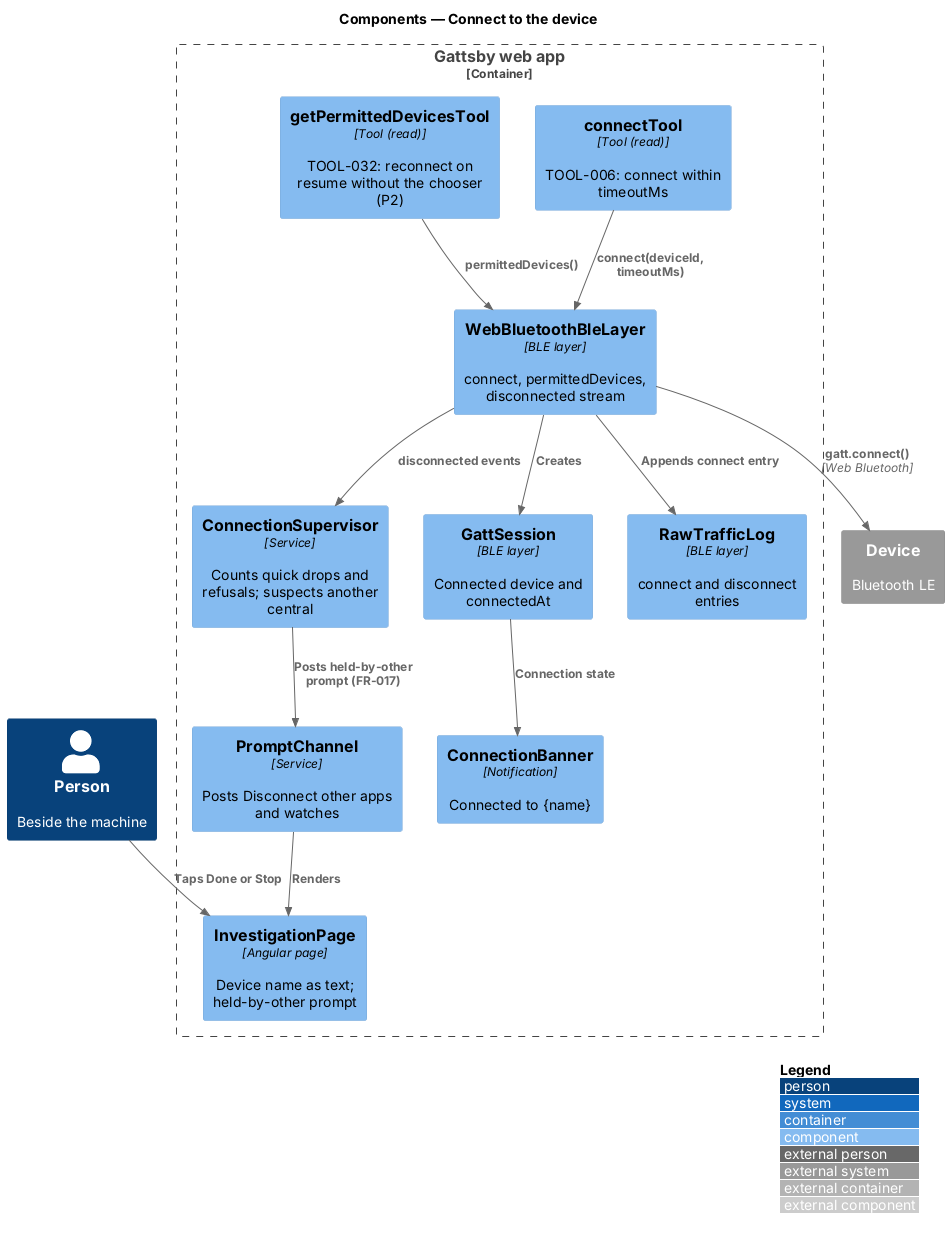 Components — Connect to the device
Gattsby web app
[Container]
getPermittedDevicesTool
[Tool (read)]
TOOL-032: reconnect on
resume without the chooser
(P2)
connectTool
[Tool (read)]
TOOL-006: connect within
timeoutMs
permittedDevices()
connect(deviceId,
timeoutMs)
WebBluetoothBleLayer
[BLE layer]
connect, permittedDevices,
disconnected stream
disconnected events
Creates
Appends connect entry
gatt.connect()
[Web Bluetooth]
ConnectionSupervisor
[Service]
Counts quick drops and
refusals; suspects another
central
GattSession
[BLE layer]
Connected device and
connectedAt
RawTrafficLog
[BLE layer]
connect and disconnect
entries
Device
Bluetooth LE
Posts held-by-other
prompt (FR-017)
Connection state
Person
Beside the machine
PromptChannel
[Service]
Posts Disconnect other apps
and watches
ConnectionBanner
[Notification]
Connected to {name}
Taps Done or Stop
Renders
InvestigationPage
[Angular page]
Device name as text;
held-by-other prompt
Legend
person
system
container
component
external person
external system
external container
external component